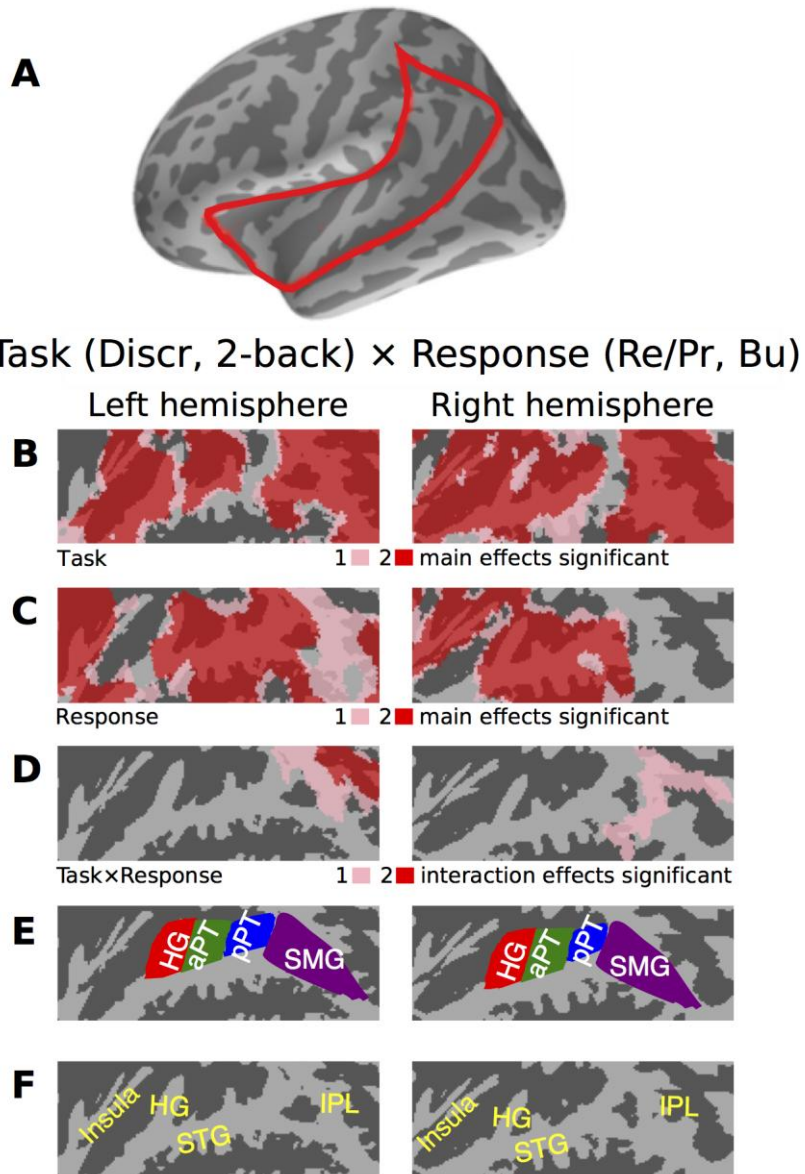 A
Task (Discr, 2-back) × Response (Re/Pr, Bu)
Left hemisphere Right hemisphere
B
Task 1 2 main effects significant
C
Response 1 2 main effects significant
D
Task×Response 1 2 interaction effects significant
E
HG aPT pPT SMG HG aPT pPT SMG
F
Insula HG STG IPL Insula HG STG IPL